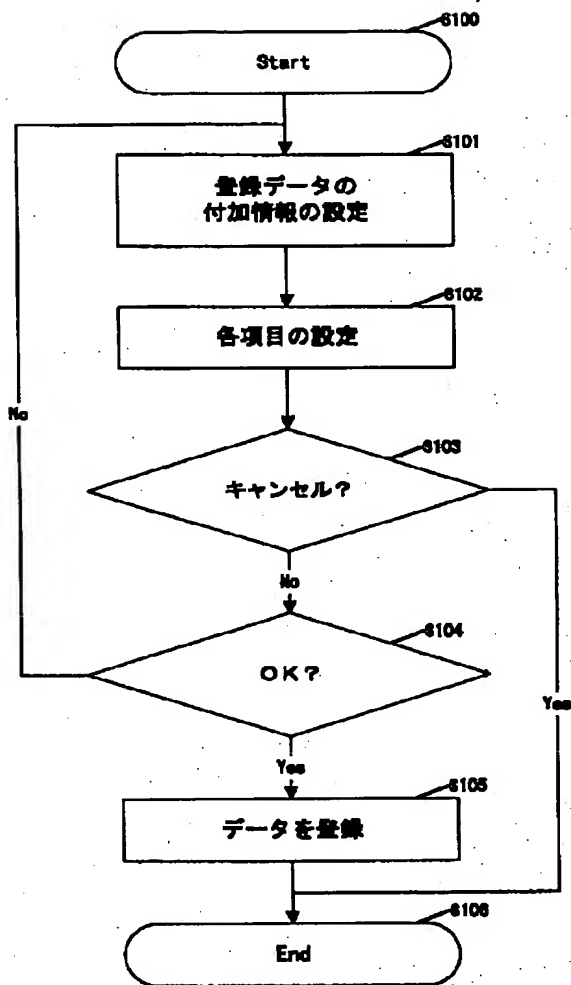 S100
Start
S101
登録データの
付加情報の設定
S102
各項目の設定
No
S103
キャンセル?
No
S104
OK?
Yes
Yes
S105
データを登録
S106
End